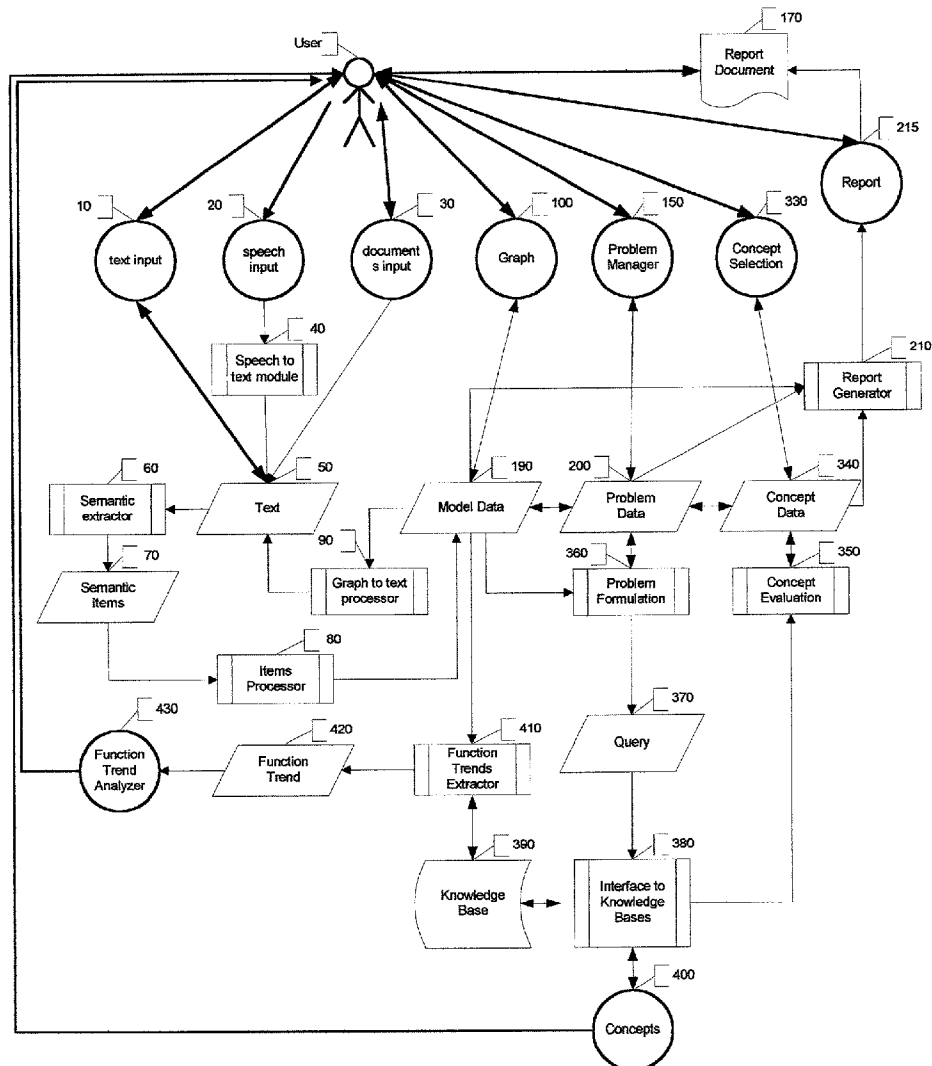 170
User
Report
Document
215
Report
10
20
30
100
150
330
text input
speech
input
document
s input
Graph
Problem
Manager
Concept
Selection
40
Speech to
text module
210
Report
Generator
60
50
190
200
340
Semantic
extractor
Text
Model Data
Problem
Data
Concept
Data
70
90
360
350
Semantic
Items
Graph to text
processor
Problem
Formulation
Concept
Evaluation
80
Items
Processor
430
420
410
370
Function
Trend
Analyzer
Function
Trend
Function
Trends
Extractor
Query
390
380
Knowledge
Base
Interface to
Knowledge
Bases
400
Concepts